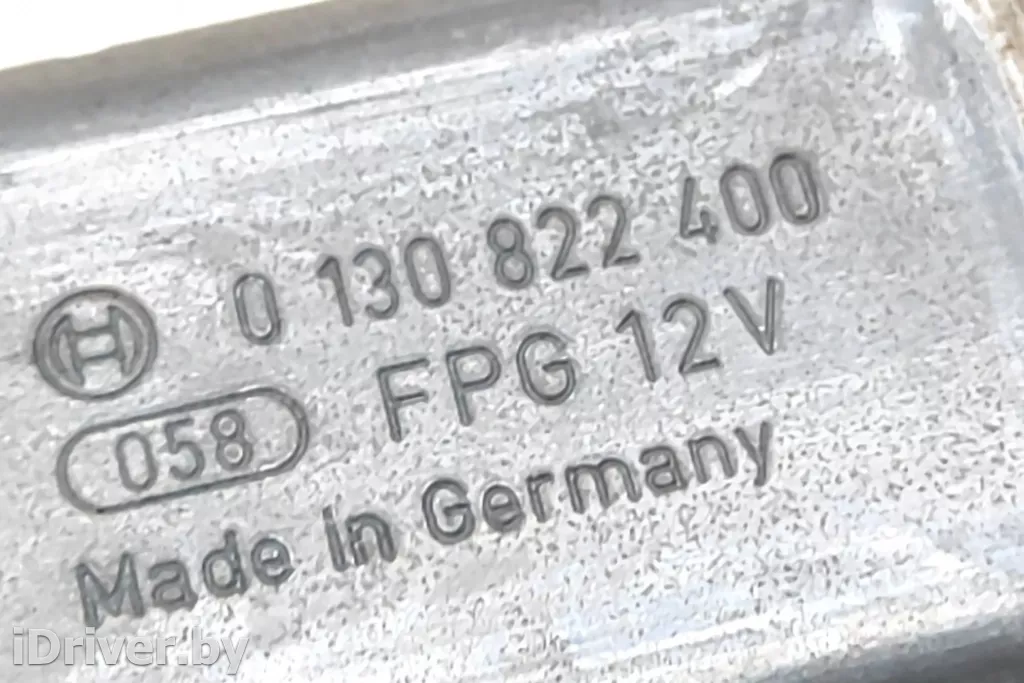 0 130 822 400
058 FPG 12V
Made in Germany
iDriver.by